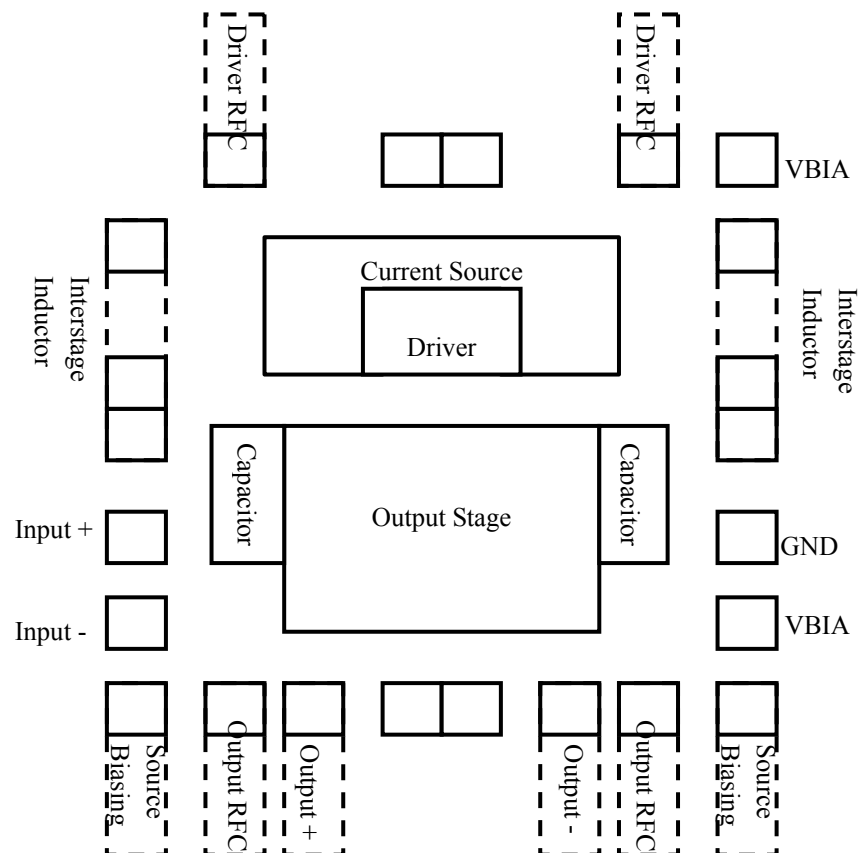 Driver RFC
Driver RFC
VBIA
Interstage
Inductor
Current Source
Driver
Interstage
Inductor
Capacitor
Output Stage
Capacitor
Input +
GND
Input -
VBIA
Source
Biasing
Output RFC
Output +
Output -
Output RFC
Source
Biasing